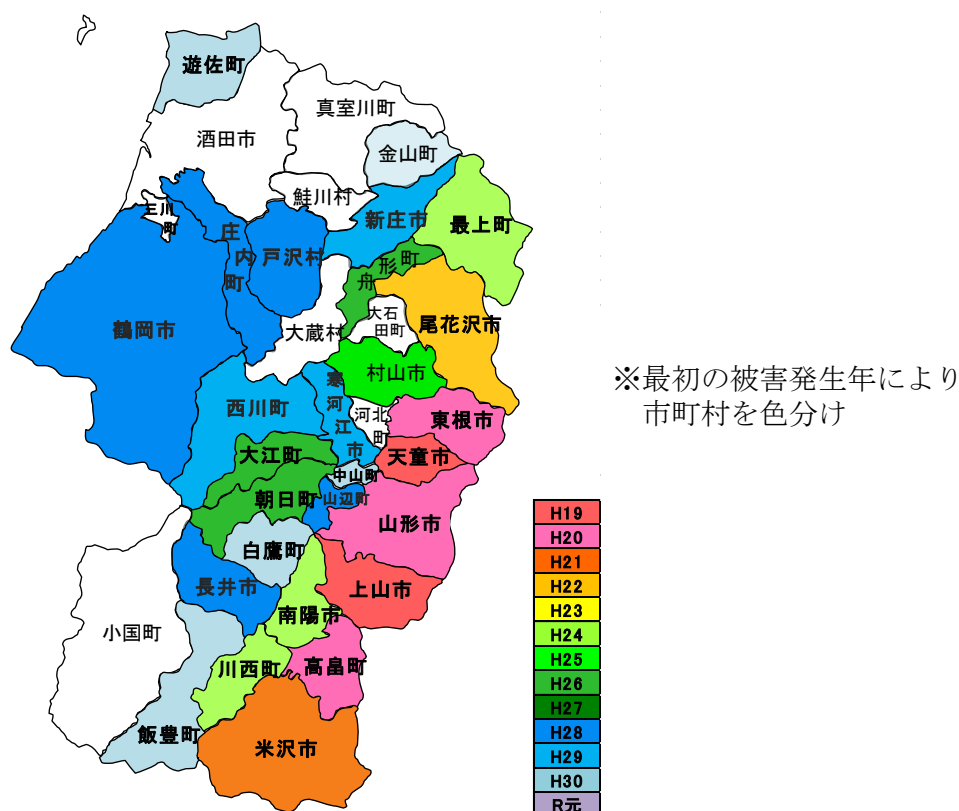 遊佐町
真室川町
酒田市
金山町
鮭川村
三川町
新庄市
最上町
庄内町
戸沢村
舟形町
大石田町
尾花沢市
鶴岡市
大蔵村
村山市
寒河江市
西川町
河北町
東根市
大江町
天童市
中山町
朝日町
山辺町
山形市
白鷹町
長井市
上山市
南陽市
小国町
川西町
高畠町
飯豊町
米沢市
※最初の被害発生年により
市町村を色分け
H19
H20
H21
H22
H23
H24
H25
H26
H27
H28
H29
H30
R元